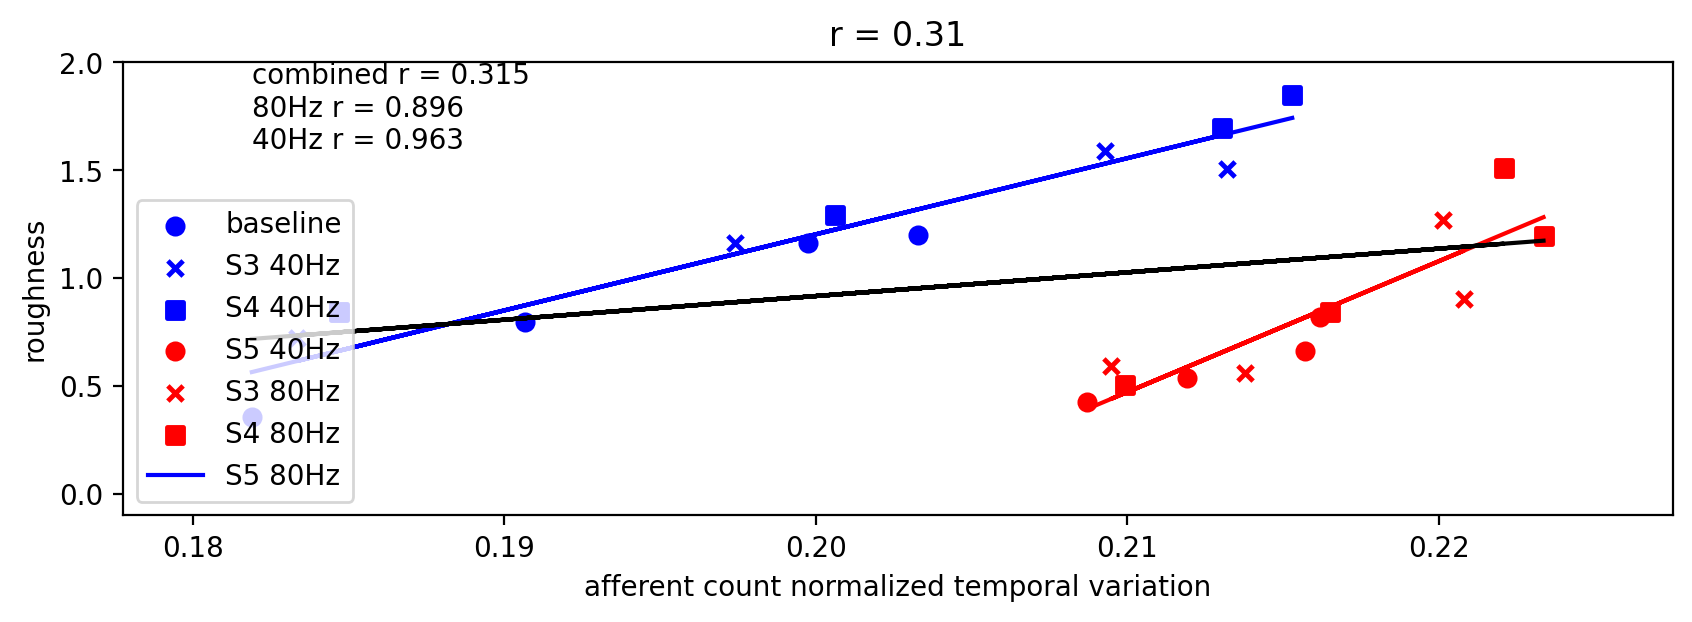 r = 0.31
combined r = 0.315
80Hz r = 0.896
40Hz r = 0.963
2.0
1.5
1.0
0.5
0.0
roughness
baseline
S3 40Hz
S4 40Hz
S5 40Hz
S3 80Hz
S4 80Hz
S5 80Hz
0.18 0.19 0.20 0.21 0.22
afferent count normalized temporal variation